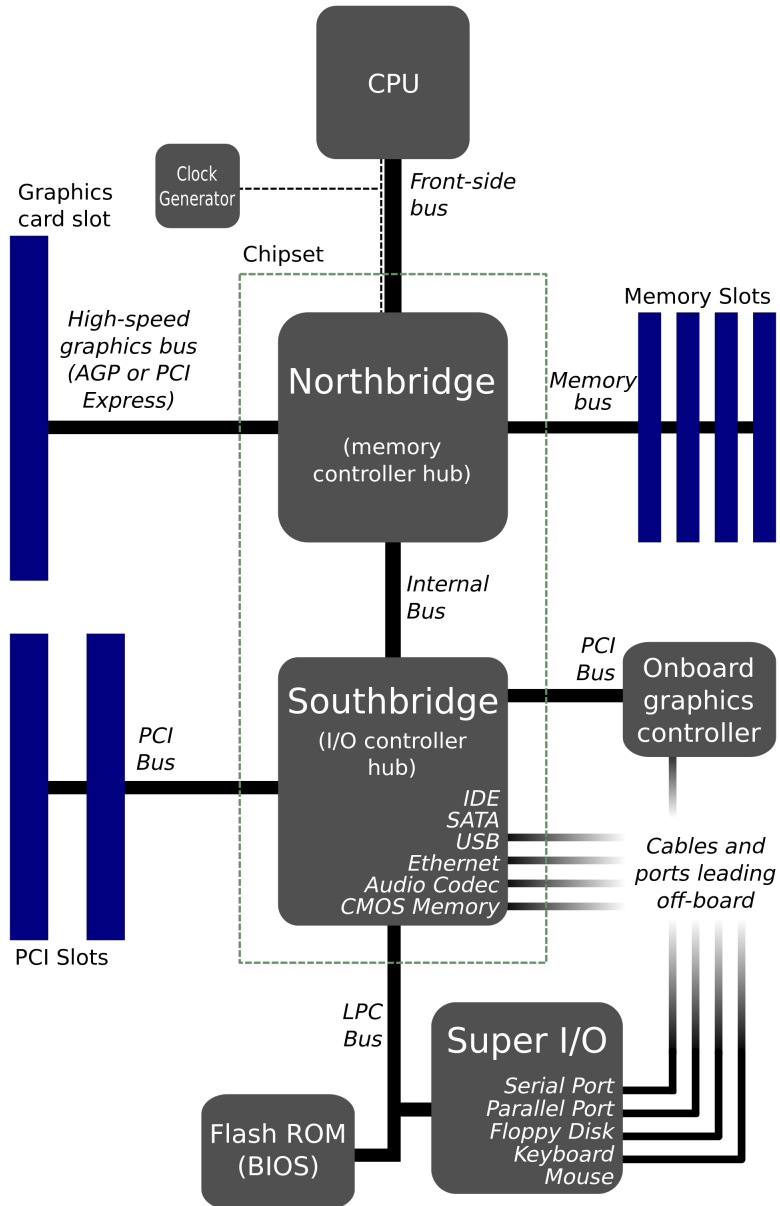 CPU
Clock
Generator
Front-side
bus
Graphics
card slot
Chipset
High-speed
graphics bus
(AGP or PCI
Express)
Memory Slots
Northbridge
(memory
controller hub)
Memory
bus
Internal
Bus
PCI
Bus
Onboard
graphics
controller
Southbridge
(I/O controller
hub)
PCI
Bus
IDE
SATA
USB
Ethernet
Audio Codec
CMOS Memory
Cables and
ports leading
off-board
PCI Slots
LPC
Bus
Super I/O
Serial Port
Parallel Port
Floppy Disk
Keyboard
Mouse
Flash ROM
(BIOS)